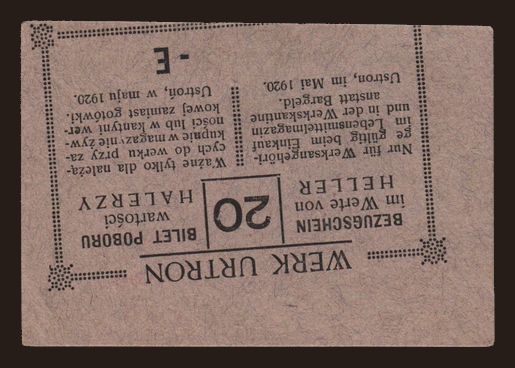 WERK URTRON
BEZUGSCHEIN
im Werte von
HELLER
20
BILET POBORU
wartości
HALERZY
Nur für Werksangehöri-
ge gültig beim Einkauf
im Lebensmittelmagazin
und in der Werkskantine
anstatt Bargeld.
Ustron, im Mai 1920.
Ważne tylko dla należą-
cych do werku przy za-
kupnie w magazynie żyw-
ności lub w kantyni wer-
kowej zamiast gotówki.
Ustroń, w maju 1920.
- E